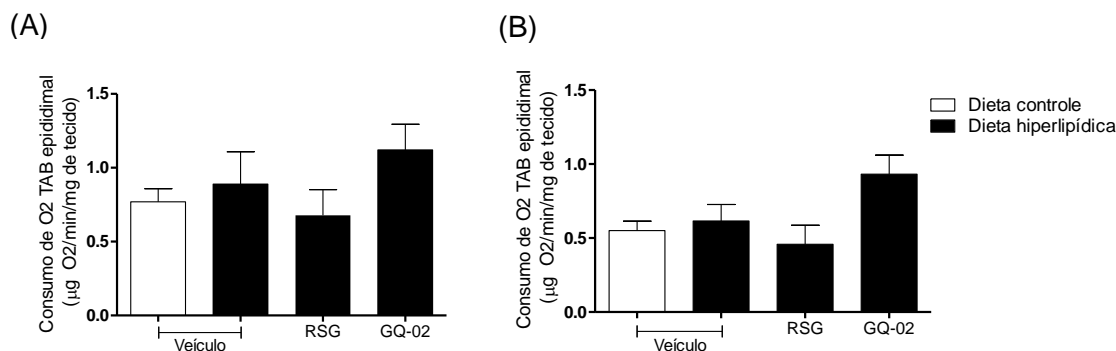 (A)
Consumo de O2 TAB epididimal
(µg O2/min/mg de tecido)
1.5
1.0
0.5
0.0
Veículo
RSG
GQ-02
(B)
Consumo de O2 TAB epididimal
(µg O2/min/mg de tecido)
1.5
1.0
0.5
0.0
Veículo
RSG
GQ-02
Dieta controle
Dieta hiperlipídica